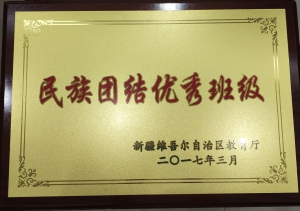 民族团结优秀班级
新疆维吾尔自治区教育厅
二〇一七年三月